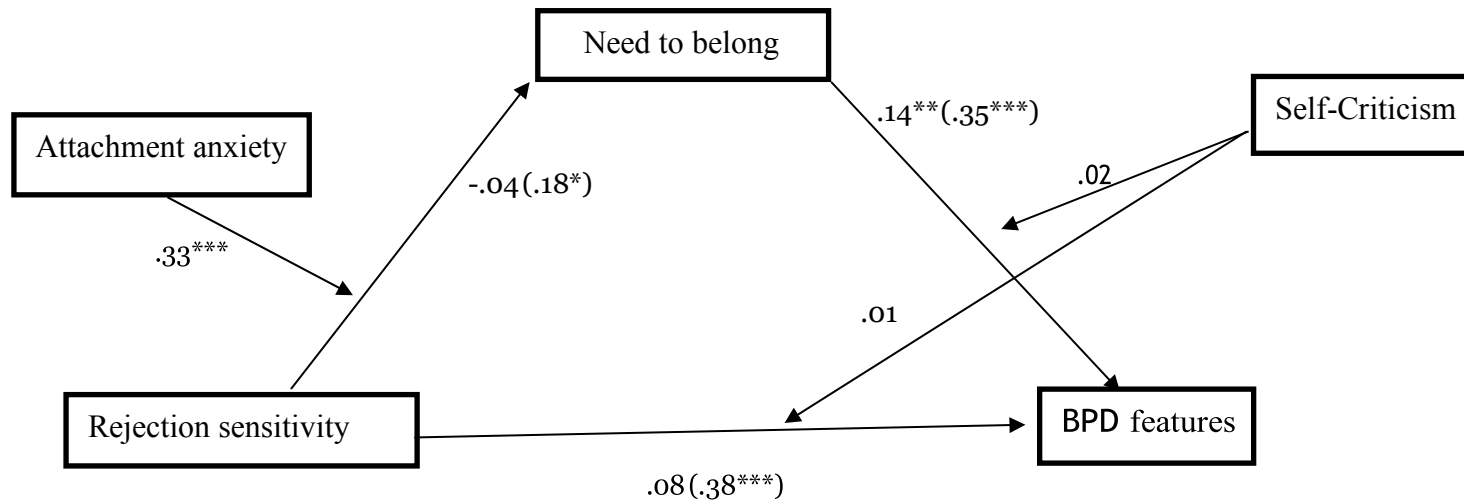 Need to belong
.14**(.35***)
Self-Criticism
Attachment anxiety
.02
-.04(.18*)
.33***
.01
Rejection sensitivity
BPD features
.08(.38***)